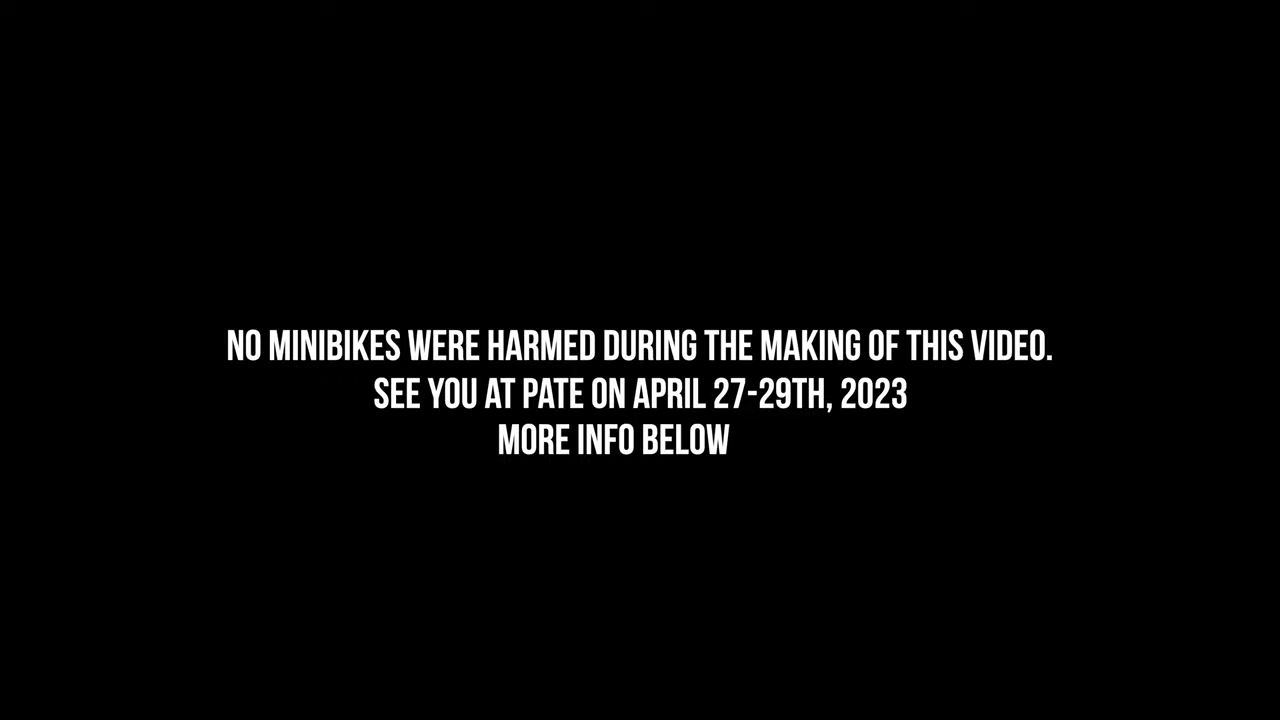 NO MINIBIKES WERE HARMED DURING THE MAKING OF THIS VIDEO.
SEE YOU AT PATE ON APRIL 27-29TH, 2023
MORE INFO BELOW